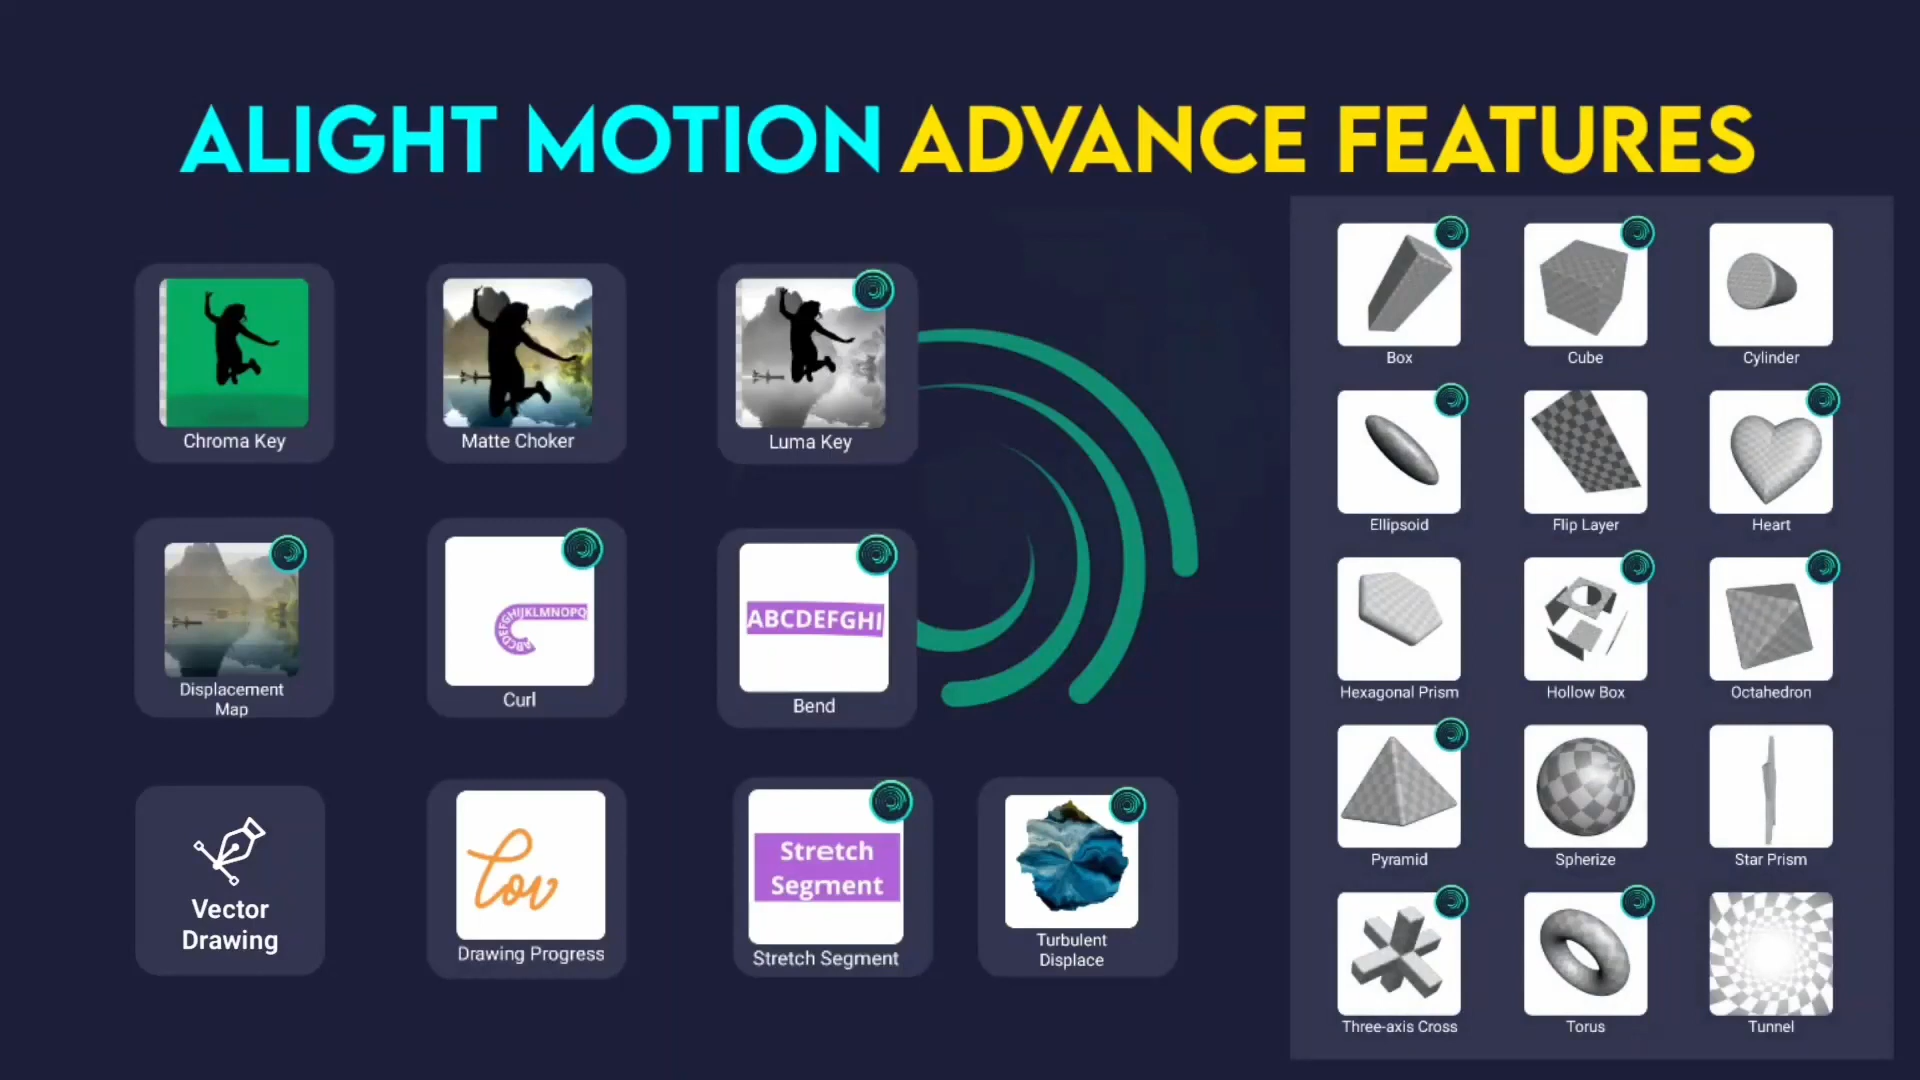 ALIGHT MOTION ADVANCE FEATURES
Chroma Key
Matte Choker
Luma Key
Displacement
Map
ABCDEFGHIJKLMNOPQ
Curl
ABCDEFGHI
Bend
Vector
Drawing
lov
Drawing Progress
Stretch
Segment
Stretch Segment
Turbulent
Displace
Box
Cube
Cylinder
Ellipsoid
Flip Layer
Heart
Hexagonal Prism
Hollow Box
Octahedron
Pyramid
Spherize
Star Prism
Three-axis Cross
Torus
Tunnel